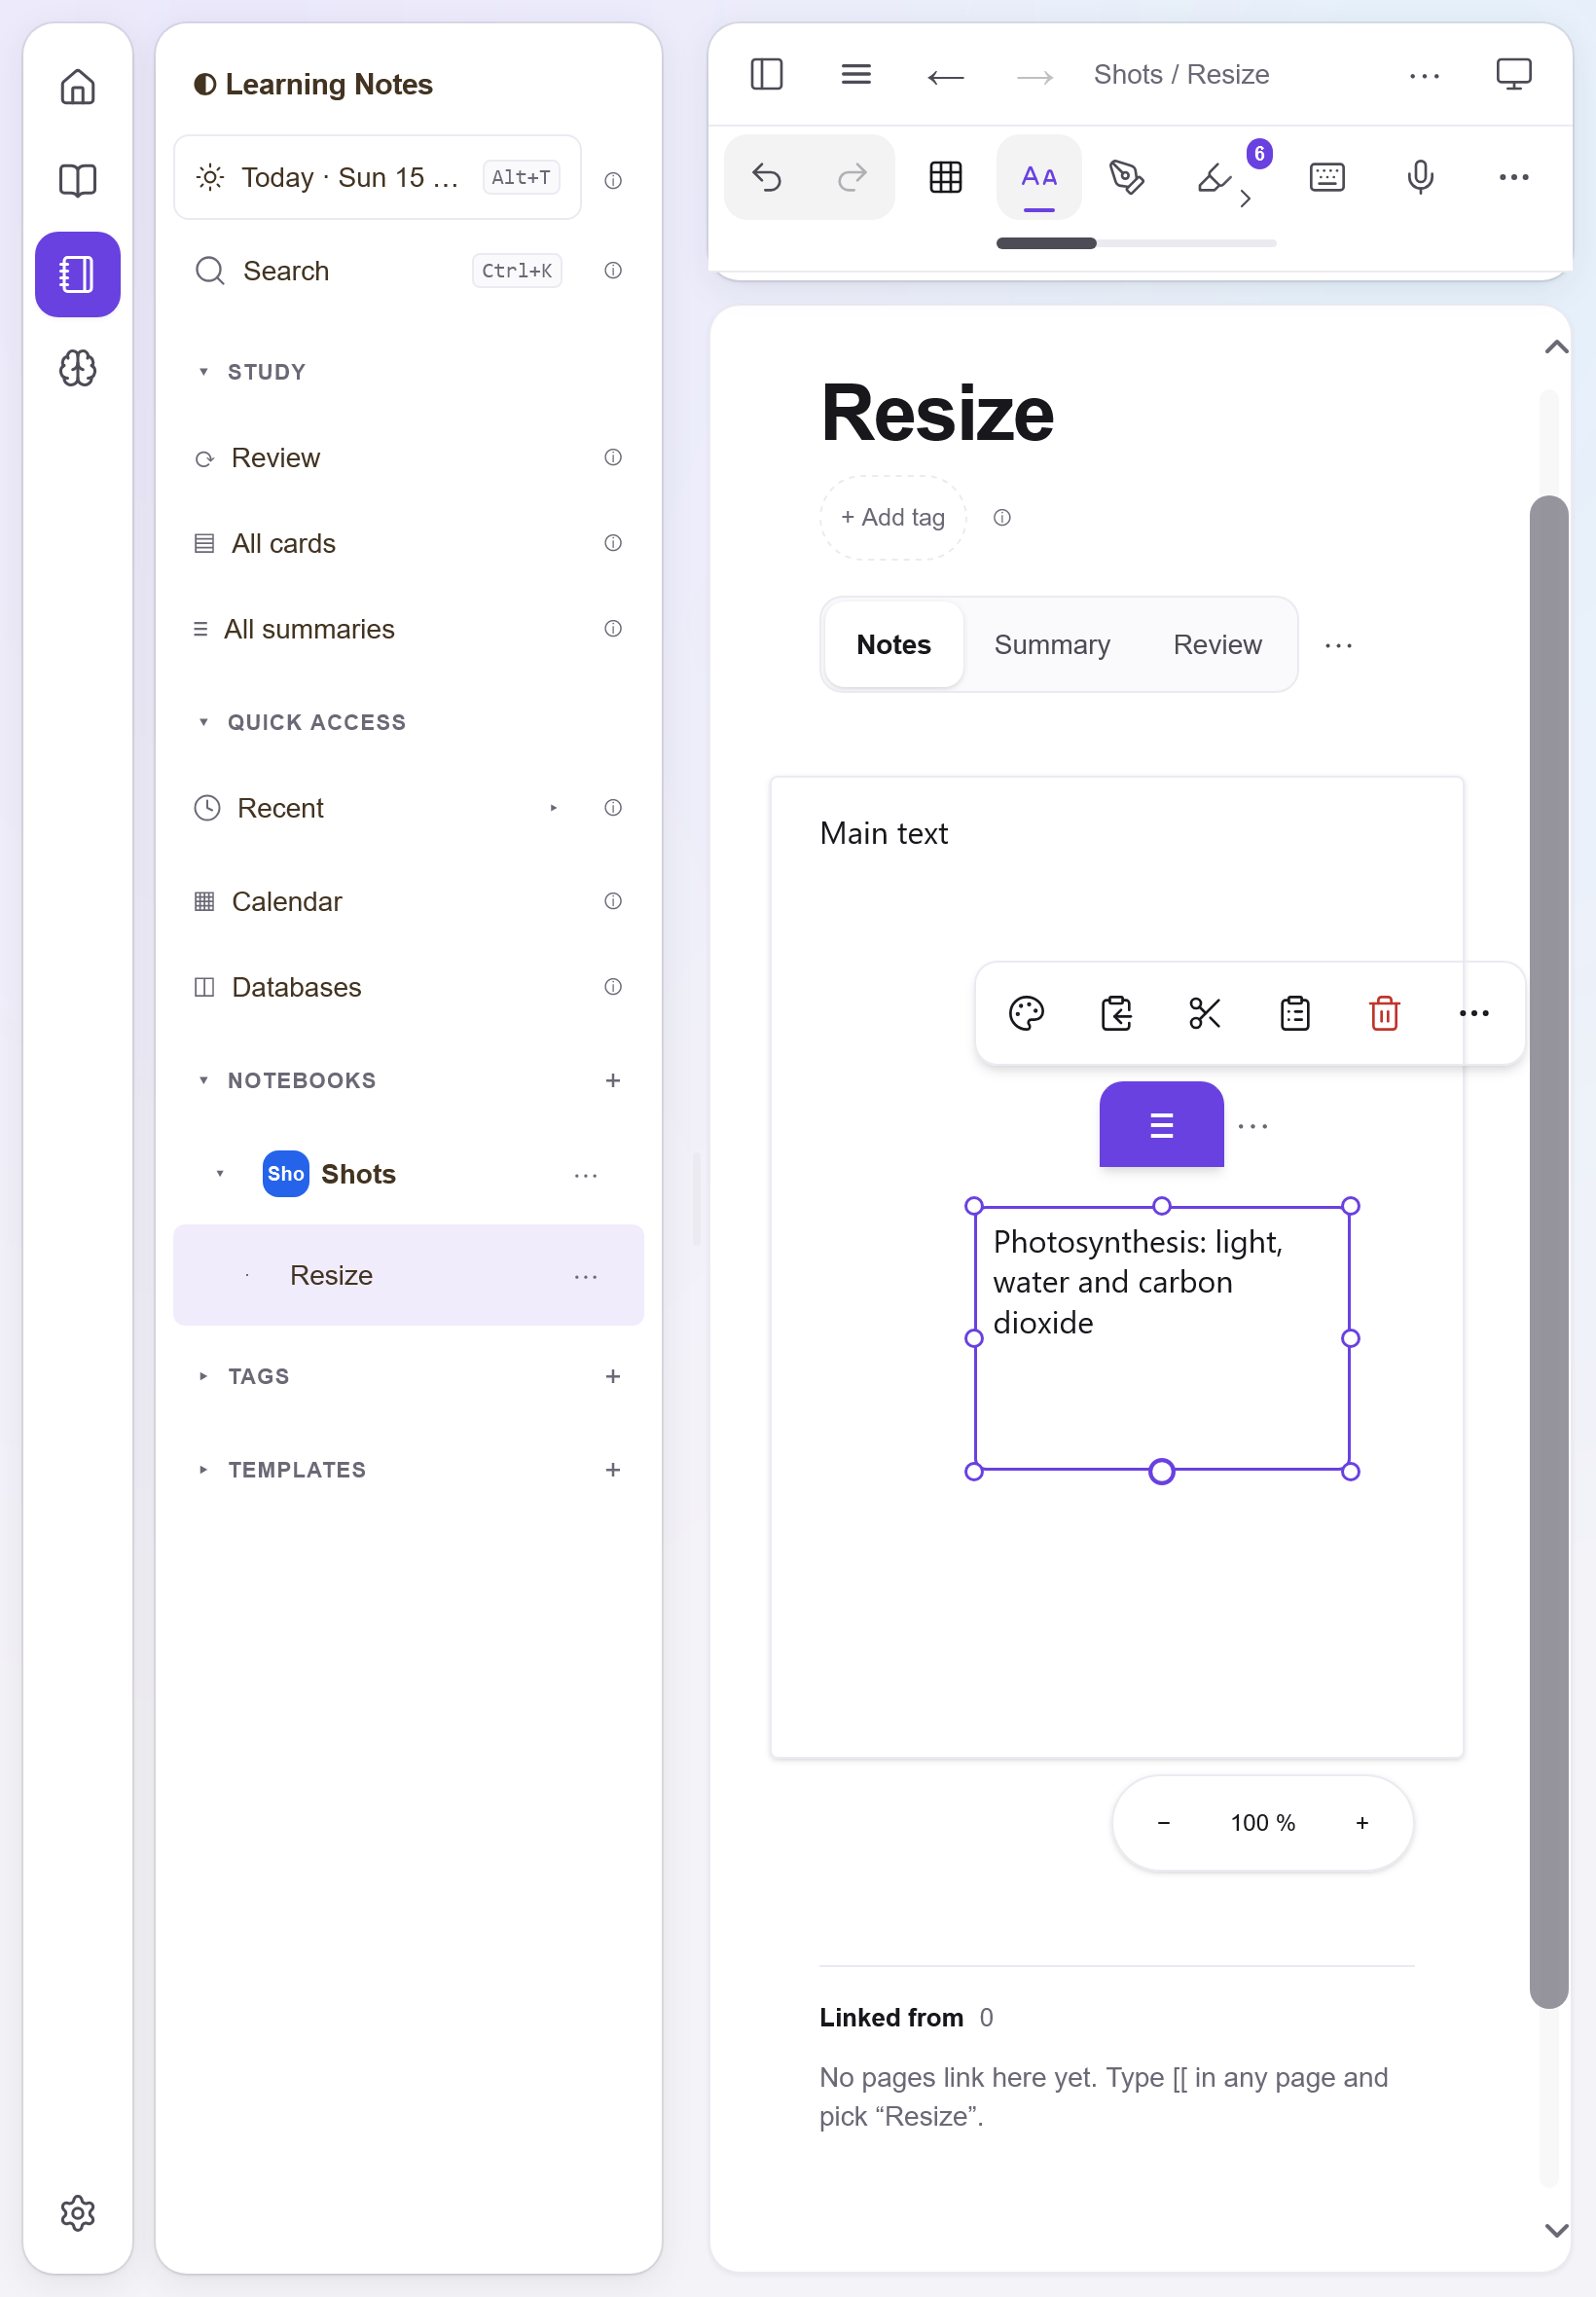 Learning Notes
Today · Sun 15 ... Alt+T
Search Ctrl+K
STUDY
Review
All cards
All summaries
QUICK ACCESS
Recent
Calendar
Databases
NOTEBOOKS +
Sho Shots ...
Resize ...
TAGS +
TEMPLATES +
Shots / Resize
AA
6
Resize
+ Add tag
Notes Summary Review ...
Main text
Photosynthesis: light,
water and carbon
dioxide
− 100 % +
Linked from 0
No pages link here yet. Type [[ in any page and
pick “Resize”.